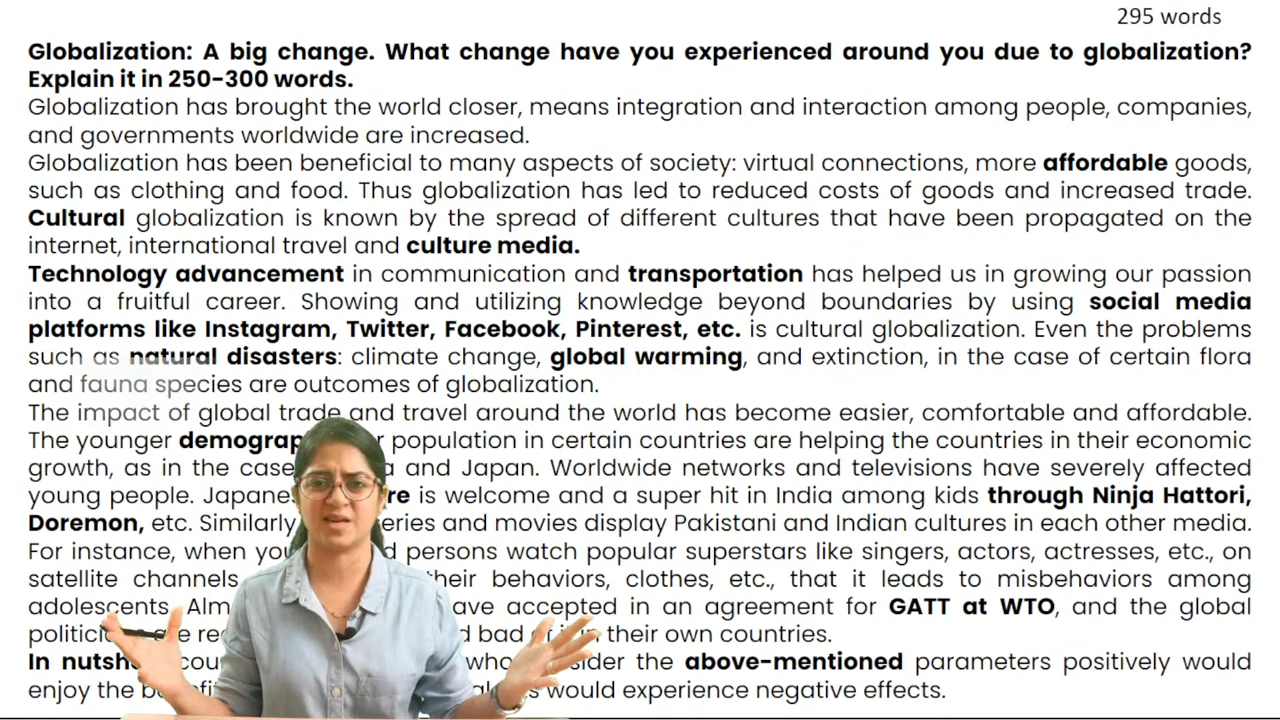 295 words
Globalization: A big change. What change have you experienced around you due to globalization?
Explain it in 250-300 words.
Globalization has brought the world closer, means integration and interaction among people, companies,
and governments worldwide are increased.
Globalization has been beneficial to many aspects of society: virtual connections, more affordable goods,
such as clothing and food. Thus globalization has led to reduced costs of goods and increased trade.
Cultural globalization is known by the spread of different cultures that have been propagated on the
internet, international travel and culture media.
Technology advancement in communication and transportation has helped us in growing our passion
into a fruitful career. Showing and utilizing knowledge beyond boundaries by using social media
platforms like Instagram, Twitter, Facebook, Pinterest, etc. is cultural globalization. Even the problems
such as natural disasters: climate change, global warming, and extinction, in the case of certain flora
and fauna species are outcomes of globalization.
The impact of global trade and travel around the world has become easier, comfortable and affordable.
The younger population in certain countries are helping the countries in their economic
growth, as in the case and Japan. Worldwide networks and televisions have severely affected
young people. is welcome and a super hit in India among kids through Ninja Hattori,
Doremon, etc. Similarly and movies display Pakistani and Indian cultures in each other media.
For instance, when persons watch popular superstars like singers, actors, actresses, etc., on
satellite channels their behaviors, clothes, etc., that it leads to misbehaviors among
adolescents. have accepted in an agreement for GATT at WTO, and the global
bad in their own countries.
In the above-mentioned parameters positively would
enjoy the would experience negative effects.